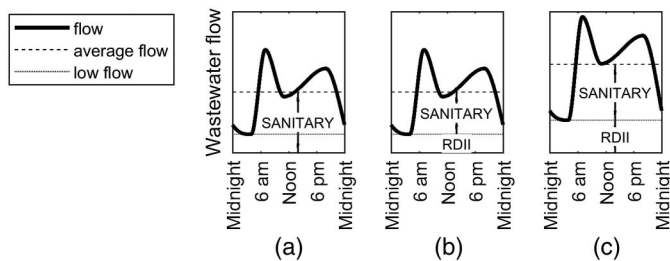 flow
average flow
low flow
Wastewater flow
SANITARY
Midnight
6 am
Noon
6 pm
Midnight
(a)
SANITARY
RDII
Midnight
6 am
Noon
6 pm
Midnight
(b)
SANITARY
RDII
Midnight
6 am
Noon
6 pm
Midnight
(c)